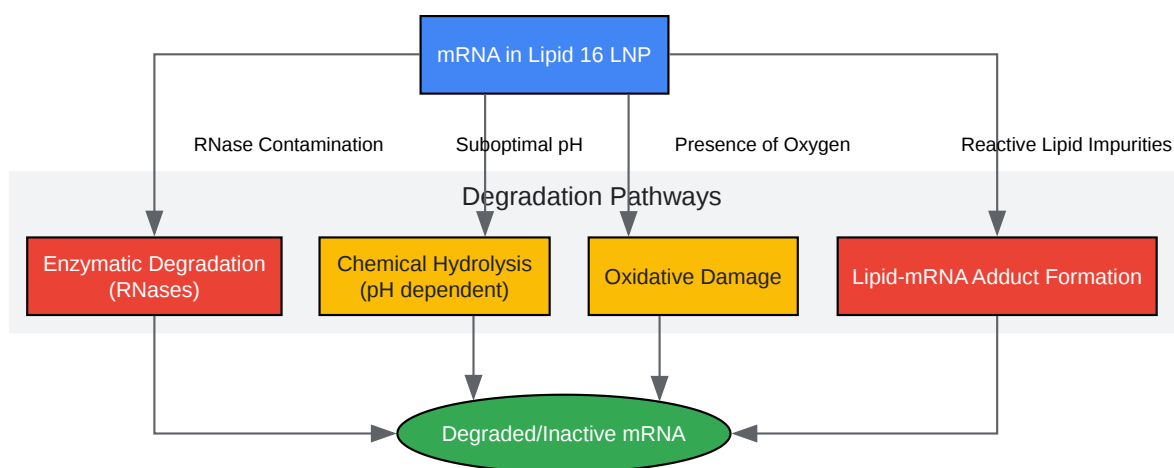 mRNA in Lipid 16 LNP
RNase Contamination
Suboptimal pH
Presence of Oxygen
Reactive Lipid Impurities
Degradation Pathways
Enzymatic Degradation
(RNases)
Chemical Hydrolysis
(pH dependent)
Oxidative Damage
Lipid-mRNA Adduct Formation
Degraded/Inactive mRNA